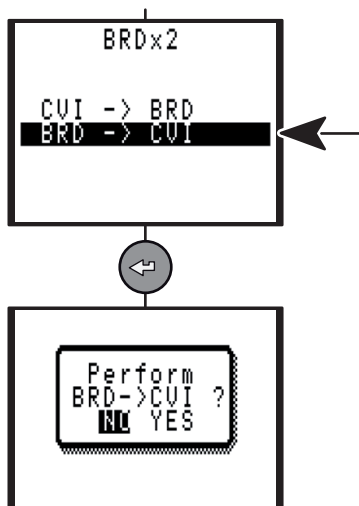 BRDx2
CVI -> BRD
BRD -> CVI
Perform
BRD->CVI ?
NO YES